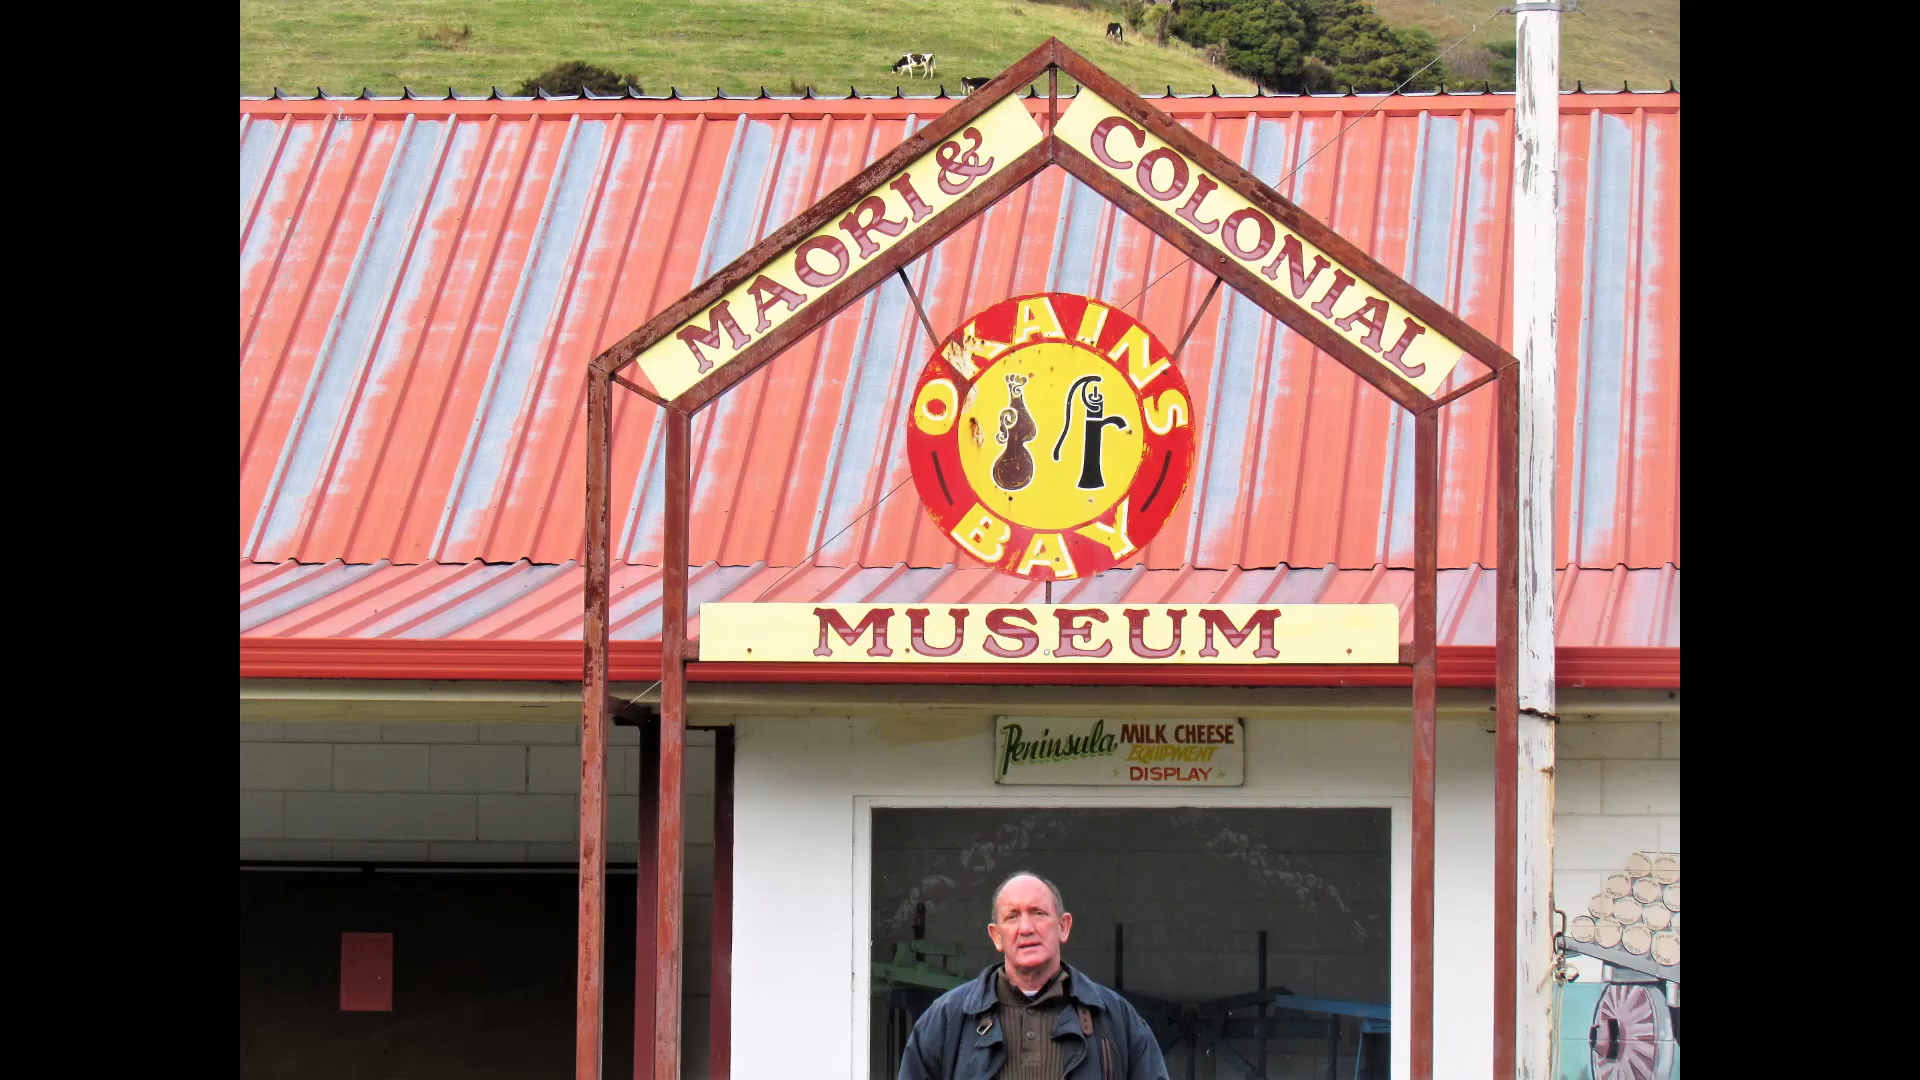 MAORI & COLONIAL
OKAINS
BAY
MUSEUM
Peninsula MILK CHEESE
EQUIPMENT
DISPLAY